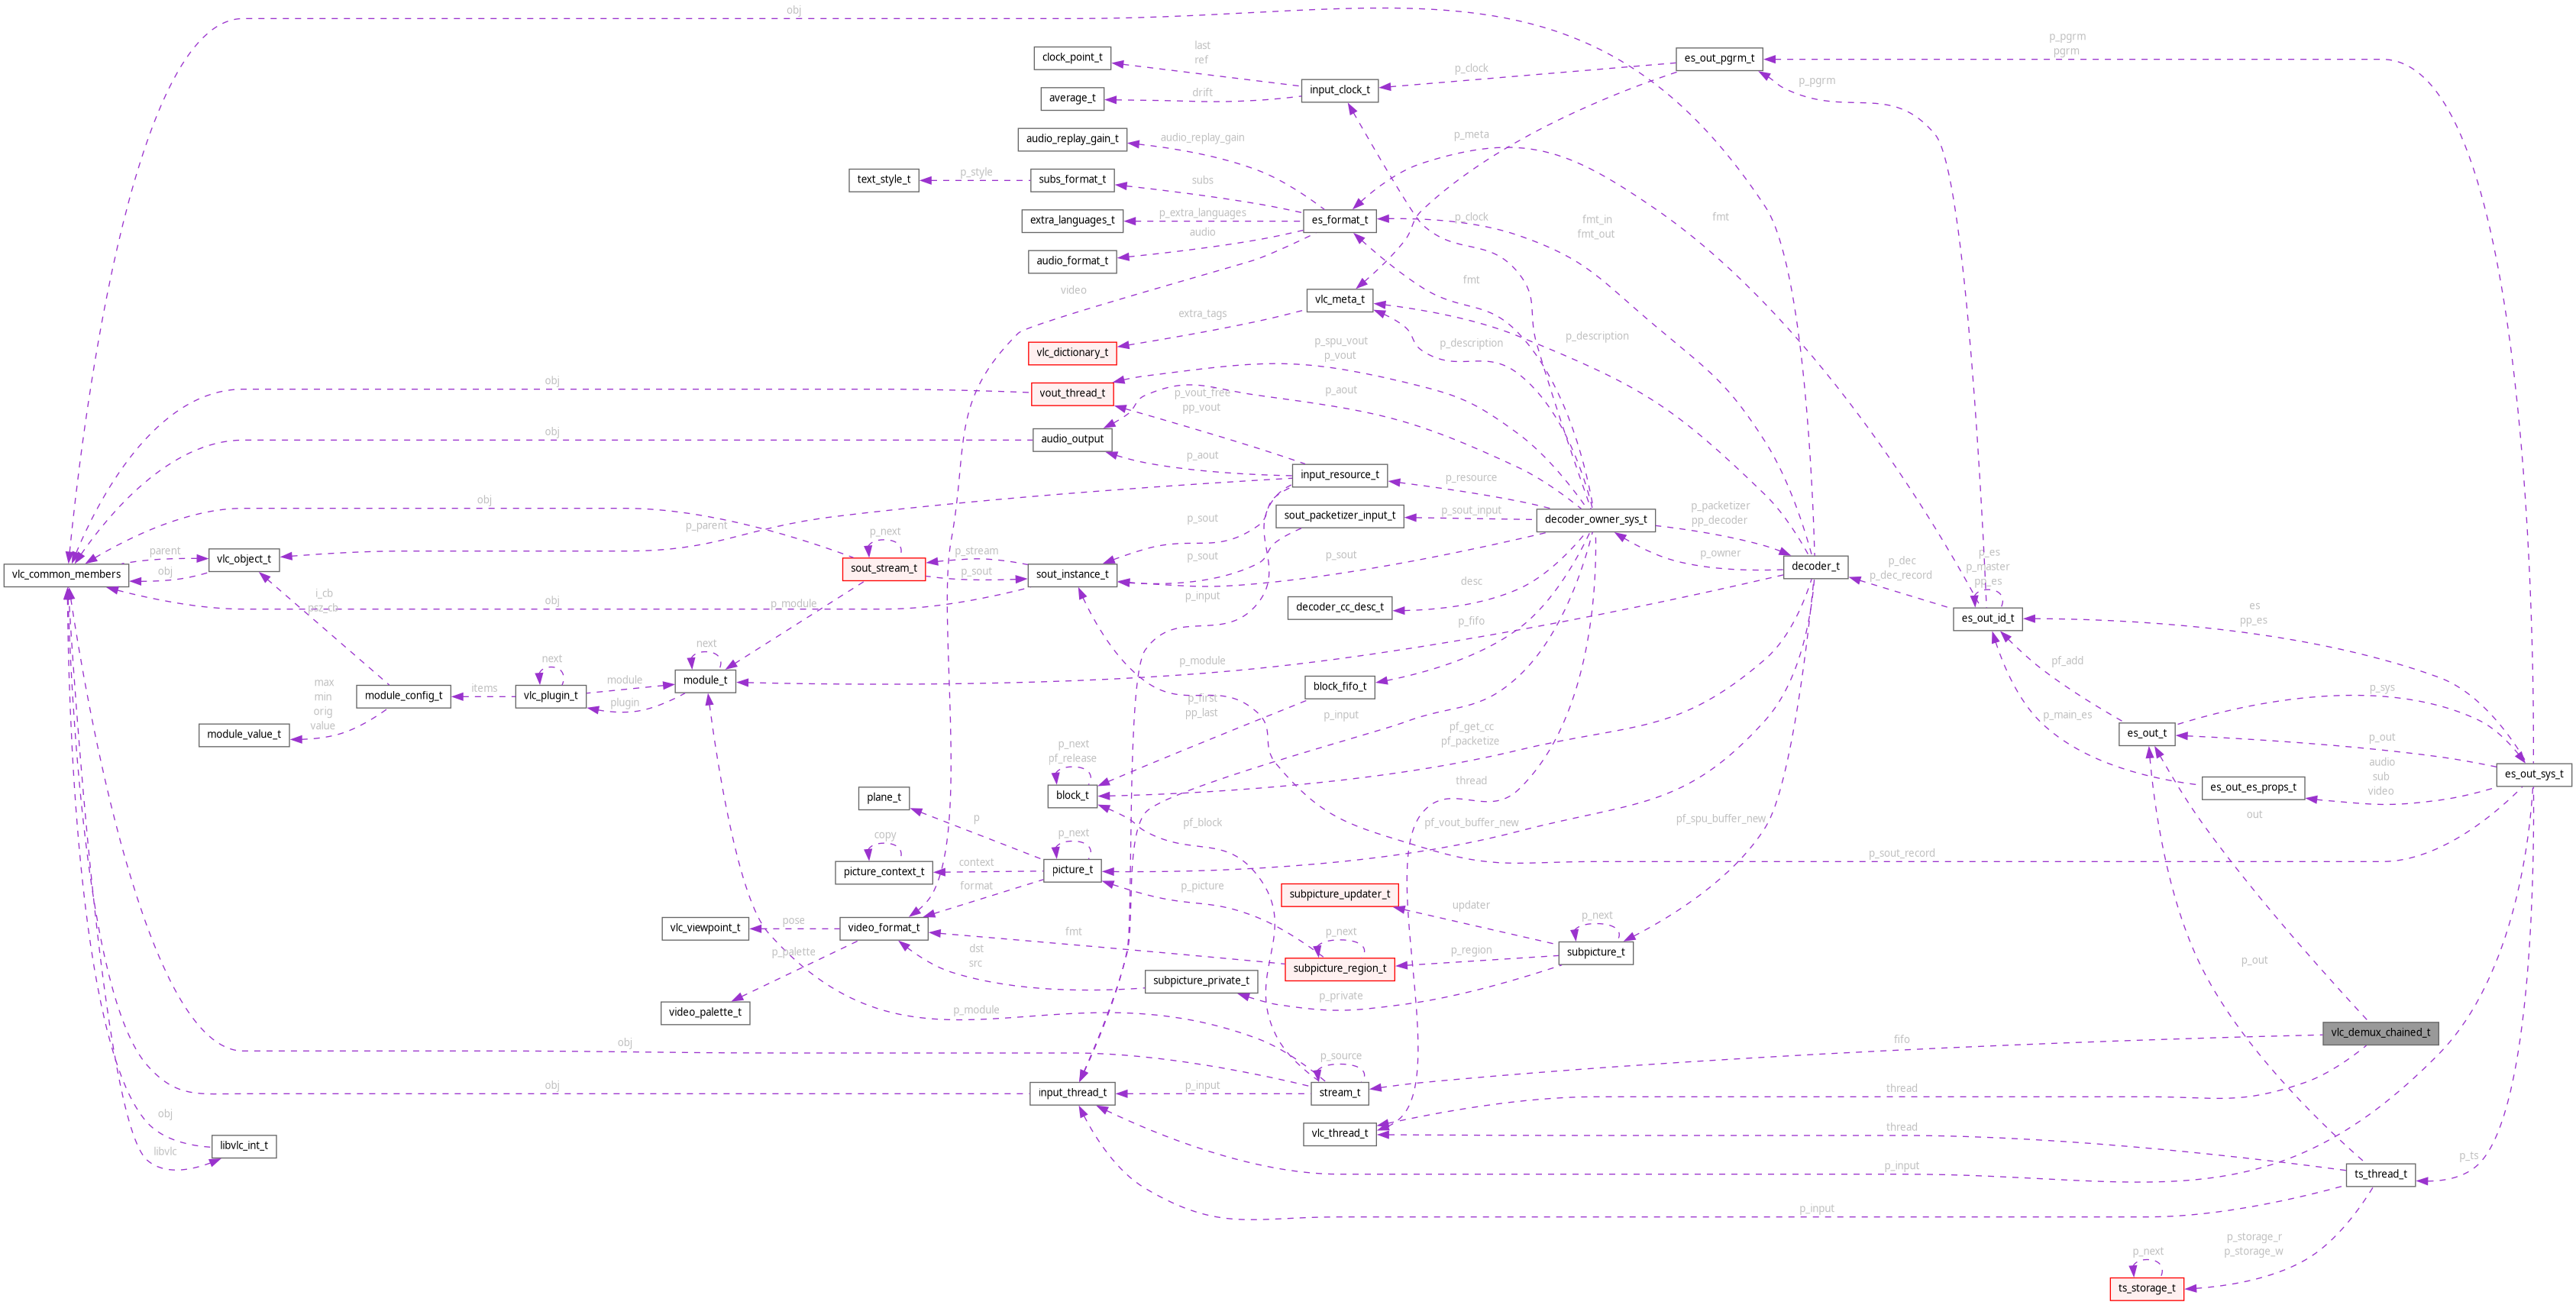 obj
last
ref
clock_point_t
p_clock
es_out_pgrm_t
p_pgrm
pgrm
input_clock_t
p_pgrm
average_t
drift
audio_replay_gain_t
audio_replay_gain
p_meta
text_style_t
p_style
subs_format_t
subs
extra_languages_t
p_extra_languages
es_format_t
p_clock
fmt_in
fmt_out
fmt
audio
audio_format_t
video
fmt
vlc_meta_t
extra_tags
p_description
p_description
vlc_dictionary_t
p_spu_vout
p_vout
obj
vout_thread_t
p_vout_free
pp_vout
p_aout
obj
audio_output
p_aout
input_resource_t
p_resource
obj
p_parent
p_next
p_sout
sout_packetizer_input_t
p_sout_input
decoder_owner_sys_t
p_packetizer
pp_decoder
vlc_common_members
parent
obj
vlc_object_t
sout_stream_t
p_stream
p_sout
sout_instance_t
p_sout
p_sout
p_owner
decoder_t
p_dec
p_dec_record
p_es
p_master
pp_es
es_out_id_t
es
pp_es
i_cb
psz_cb
obj
p_module
p_input
decoder_cc_desc_t
desc
p_fifo
next
next
p_module
pf_add
max
min
orig
value
module_config_t
items
vlc_plugin_t
module
plugin
module_t
block_fifo_t
p_first
pp_last
p_input
p_sys
p_main_es
module_value_t
p_next
pf_release
pf_get_cc
pf_packetize
es_out_t
p_out
audio
sub
video
es_out_sys_t
block_t
thread
es_out_es_props_t
plane_t
p
pf_block
pf_vout_buffer_new
pf_spu_buffer_new
out
copy
p_next
p_sout_record
picture_context_t
context
picture_t
format
p_picture
subpicture_updater_t
updater
vlc_viewpoint_t
pose
video_format_t
fmt
p_next
p_next
p_palette
dst
src
subpicture_region_t
p_region
subpicture_t
p_out
video_palette_t
subpicture_private_t
p_private
p_module
vlc_demux_chained_t
obj
p_source
fifo
obj
input_thread_t
p_input
stream_t
thread
obj
libvlc_int_t
libvlc
vlc_thread_t
thread
p_input
p_ts
ts_thread_t
p_input
p_storage_r
p_storage_w
p_next
ts_storage_t